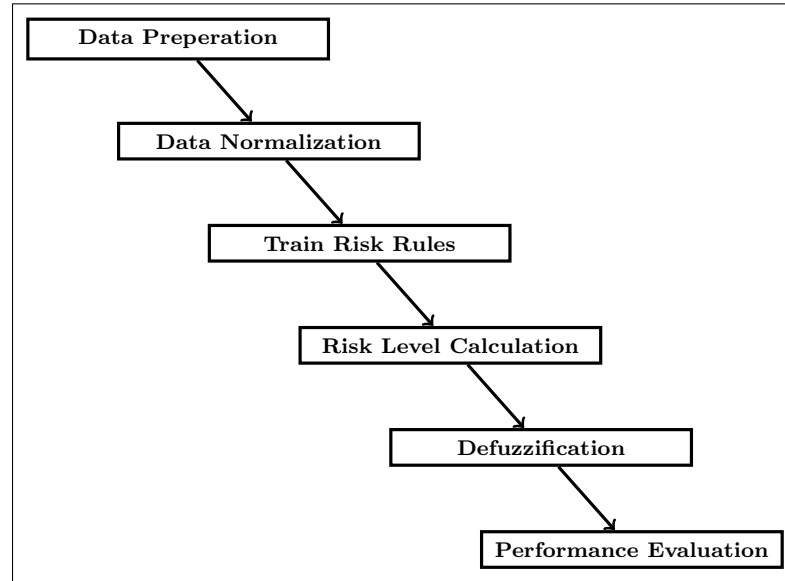 Data Preperation
Data Normalization
Train Risk Rules
Risk Level Calculation
Defuzzification
Performance Evaluation